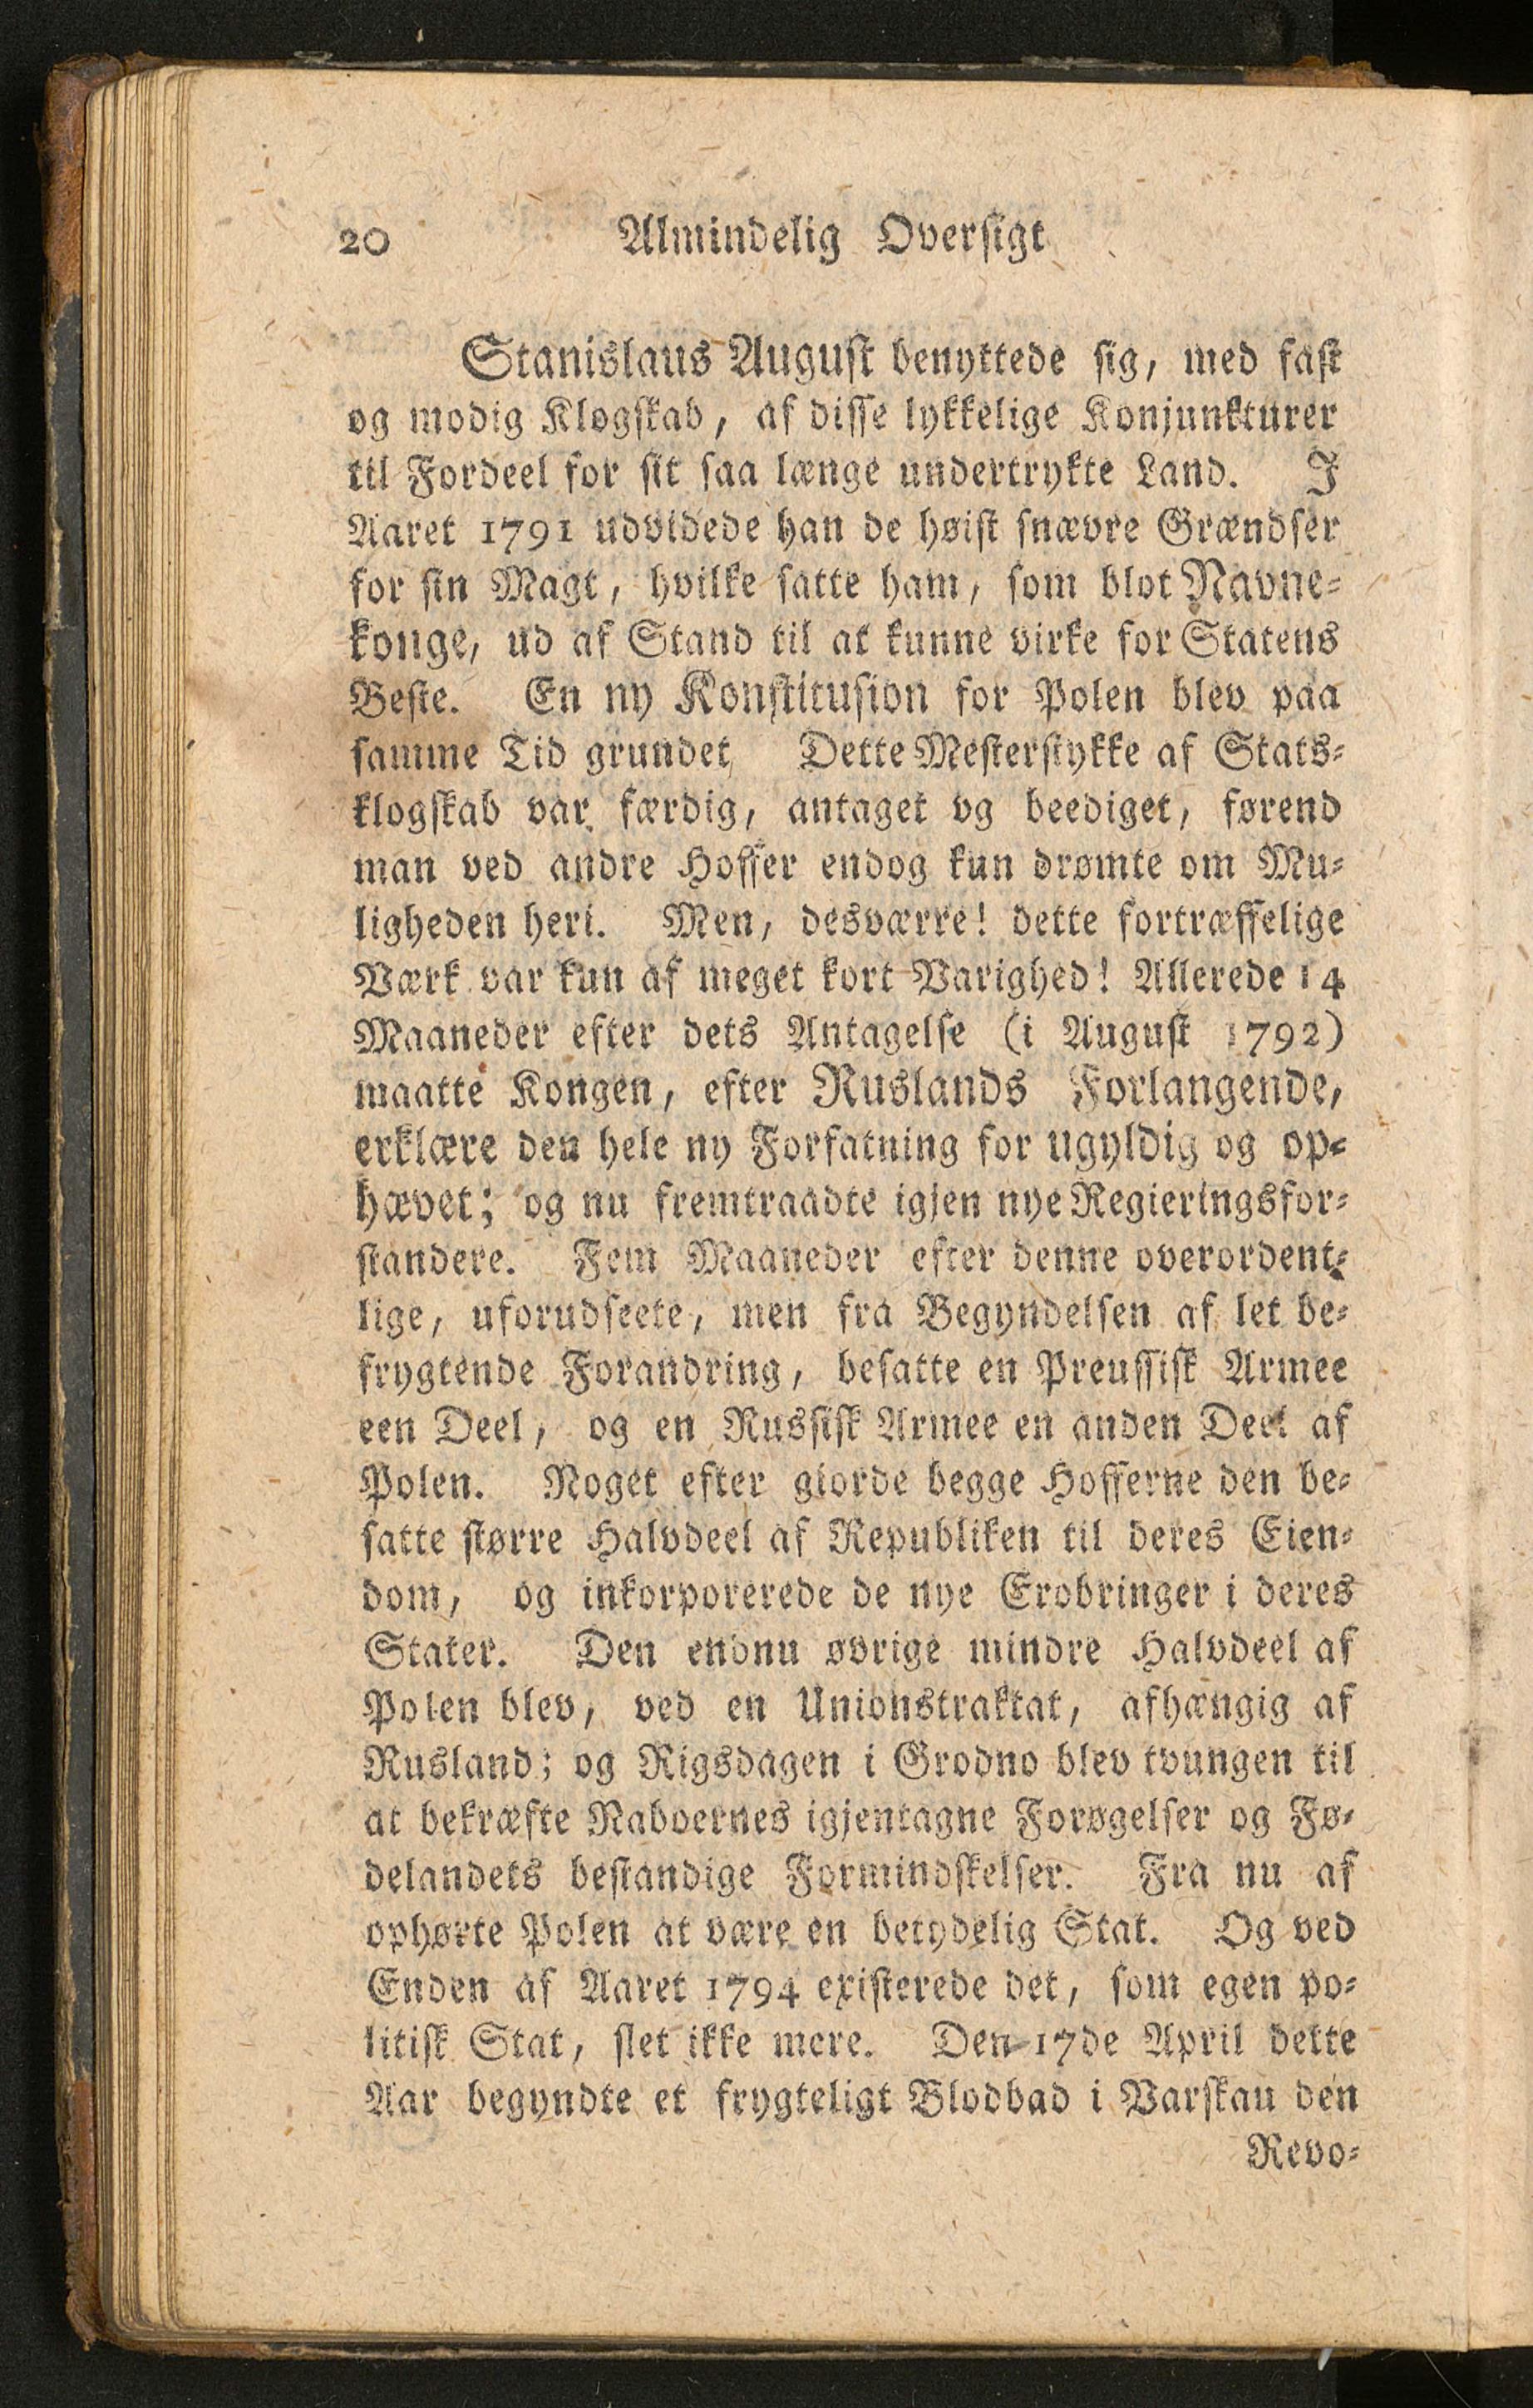 20 Almindelig Oversigt
Stanislaus August benyttede sig, med fast
og modig Klogskab, af disse lykkelige Konjunkturer
til Fordeel for sit saa længe undertrykte Land. I
Aaret 1791 udvidede han de høist snævre Grændser
for sin Magt, hvilke satte ham, som blot Navne-
konge, ud af Stand til at kunne virke for Statens
Beste. En ny Konstitusion for Polen blev paa
samme Tid grundet, Dette Mesterstykke af Stats-
klogskab var færdig, antaget og beediget, førend
man ved andre Hoffer endog kun drømte om Mu-
ligheden heri. Men, desværre! dette fortræffelige
Værk var kun af meget kort Varighed! Allerede 14
Maaneder efter dets Antagelse (i August 1792)
maatte Kongen, efter Ruslands Forlangende,
erklære den hele ny Forfatning for ugyldig og op-
hævet; og nu fremtraadte igjen nye Regieringsfor-
standere. Fem Maaneder efter denne overordent-
lige, uforudseete, men fra Begyndelsen af let be-
frygtende Forandring, besatte en Preussisk Armee
een Deel, og en Russisk Armee en anden Deel af
Polen. Noget efter giorde begge Hofferne den be-
satte større Halvdeel af Republiken til deres Eien-
dom, og inkorporerede de nye Erobringer i deres
Stater. Den endnu øvrige mindre Halvdeel af
Polen blev, ved en Unionstraktat, afhængig af
Rusland; og Rigsdagen i Grodno blev tvungen til
at bekræfte Naboernes igjentagne Forøgelser og Fø-
delandets bestandige Formindskelser. Fra nu af
ophørte Polen at være en betydelig Stat. Og ved
Enden af Aaret 1794 existerede det, som egen po-
litisk Stat, slet ikke mere. Den 17de April dette
Aar begyndte et frygteligt Blodbad i Varskau den
Revo-